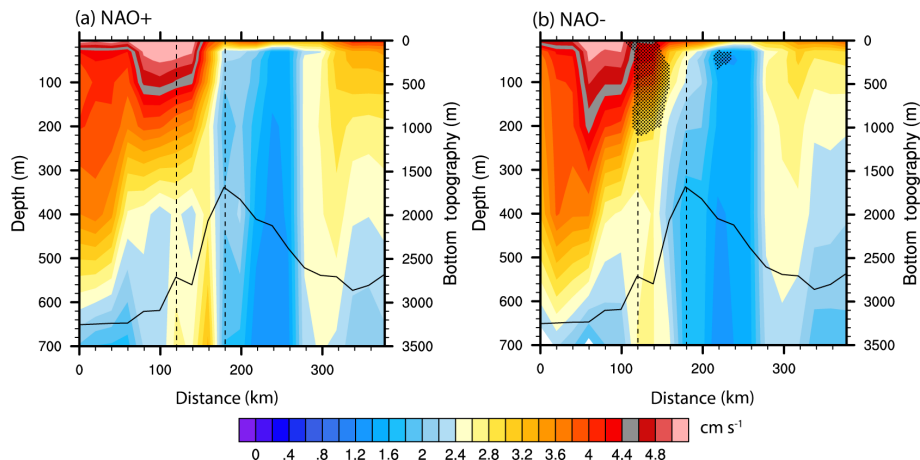 (a) NAO+
(b) NAO-
Depth (m)
100
200
300
400
500
600
700
0
500
1000
1500
2000
2500
3000
3500
Bottom topography (m)
0 100 200 300
Distance (km)
Depth (m)
100
200
300
400
500
600
700
0
500
1000
1500
2000
2500
3000
3500
Bottom topography (m)
0 100 200 300
Distance (km)
cm s⁻¹
0 .4 .8 1.2 1.6 2 2.4 2.8 3.2 3.6 4 4.4 4.8